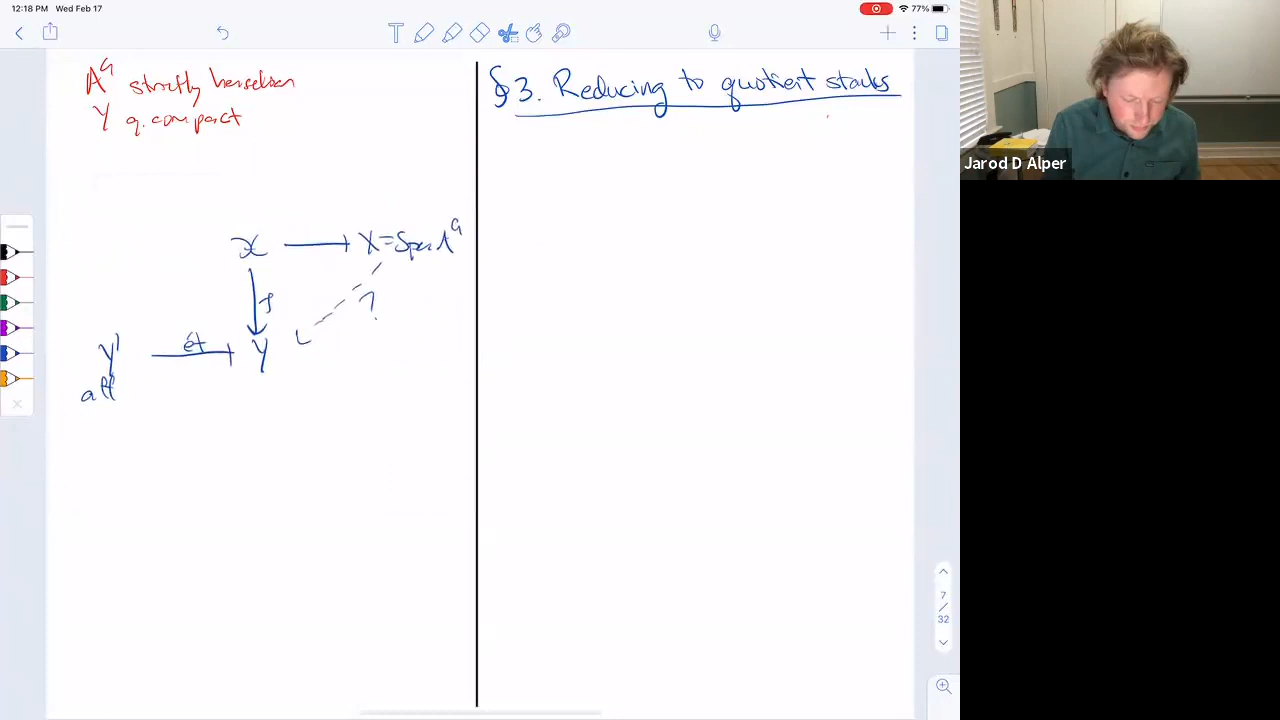 12:18 PM Wed Feb 17
77%
A^G strictly henselian
Y q. compact
𝒳 → X = Spec A^G
f
?
Y' ét → Y
aff
§3. Reducing to quotient stacks
Jarod D Alper
7
/
32